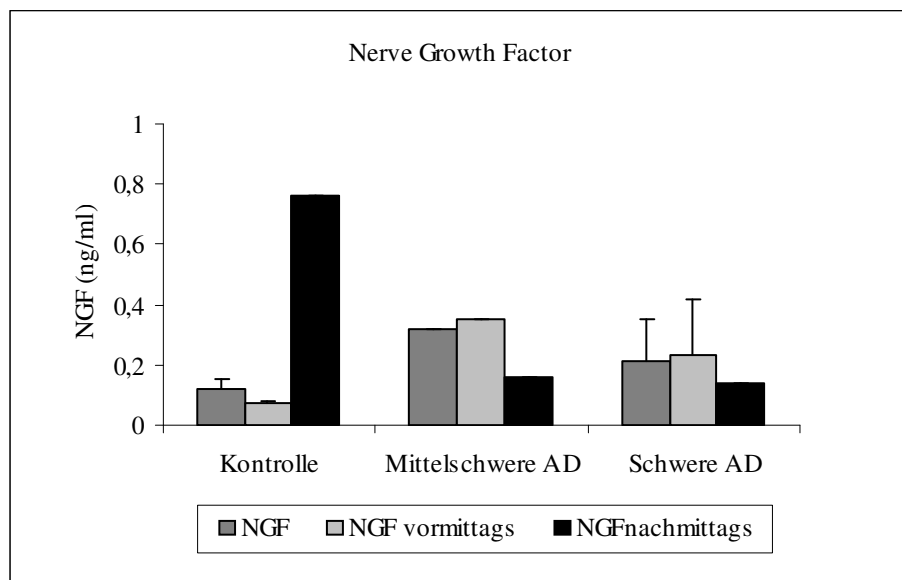 Nerve Growth Factor
1
0,8
0,6
0,4
0,2
0
NGF (ng/ml)
Kontrolle Mittelschwere AD Schwere AD
NGF NGF vormittags NGFnachmittags